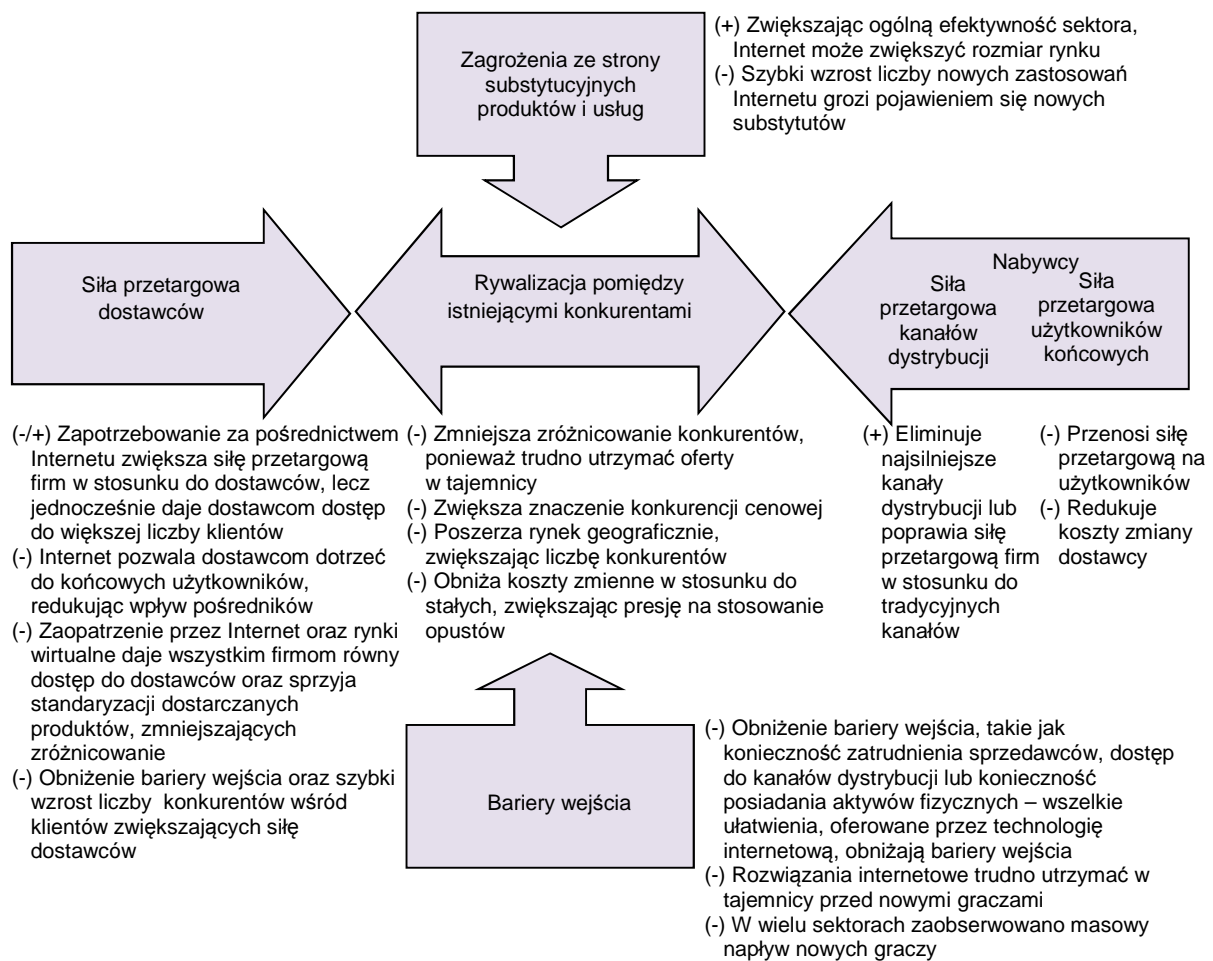 Zagrożenia ze strony
substytucyjnych
produktów i usług
(+) Zwiększając ogólną efektywność sektora,
Internet może zwiększyć rozmiar rynku
(-) Szybki wzrost liczby nowych zastosowań
Internetu grozi pojawieniem się nowych
substytutów
Siła przetargowa
dostawców
Rywalizacja pomiędzy
istniejącymi konkurentami
Nabywcy
Siła
przetargowa
kanałów
dystrybucji
Siła
przetargowa
użytkowników
końcowych
(-/+) Zapotrzebowanie za pośrednictwem
Internetu zwiększa siłę przetargową
firm w stosunku do dostawców, lecz
jednocześnie daje dostawcom dostęp
do większej liczby klientów
(-) Internet pozwala dostawcom dotrzeć
do końcowych użytkowników,
redukując wpływ pośredników
(-) Zaopatrzenie przez Internet oraz rynki
wirtualne daje wszystkim firmom równy
dostęp do dostawców oraz sprzyja
standaryzacji dostarczanych
produktów, zmniejszających
zróżnicowanie
(-) Obniżenie bariery wejścia oraz szybki
wzrost liczby konkurentów wśród
klientów zwiększających siłę
dostawców
(-) Zmniejsza zróżnicowanie konkurentów,
ponieważ trudno utrzymać oferty
w tajemnicy
(-) Zwiększa znaczenie konkurencji cenowej
(-) Poszerza rynek geograficznie,
zwiększając liczbę konkurentów
(-) Obniża koszty zmienne w stosunku do
stałych, zwiększając presję na stosowanie
opustów
(+) Eliminuje
najsilniejsze
kanały
dystrybucji lub
poprawia siłę
przetargową firm
w stosunku do
tradycyjnych
kanałów
(-) Przenosi siłę
przetargową na
użytkowników
(-) Redukuje
koszty zmiany
dostawcy
Bariery wejścia
(-) Obniżenie bariery wejścia, takie jak
konieczność zatrudnienia sprzedawców, dostęp
do kanałów dystrybucji lub konieczność
posiadania aktywów fizycznych – wszelkie
ułatwienia, oferowane przez technologię
internetową, obniżają bariery wejścia
(-) Rozwiązania internetowe trudno utrzymać w
tajemnicy przed nowymi graczami
(-) W wielu sektorach zaobserwowano masowy
napływ nowych graczy